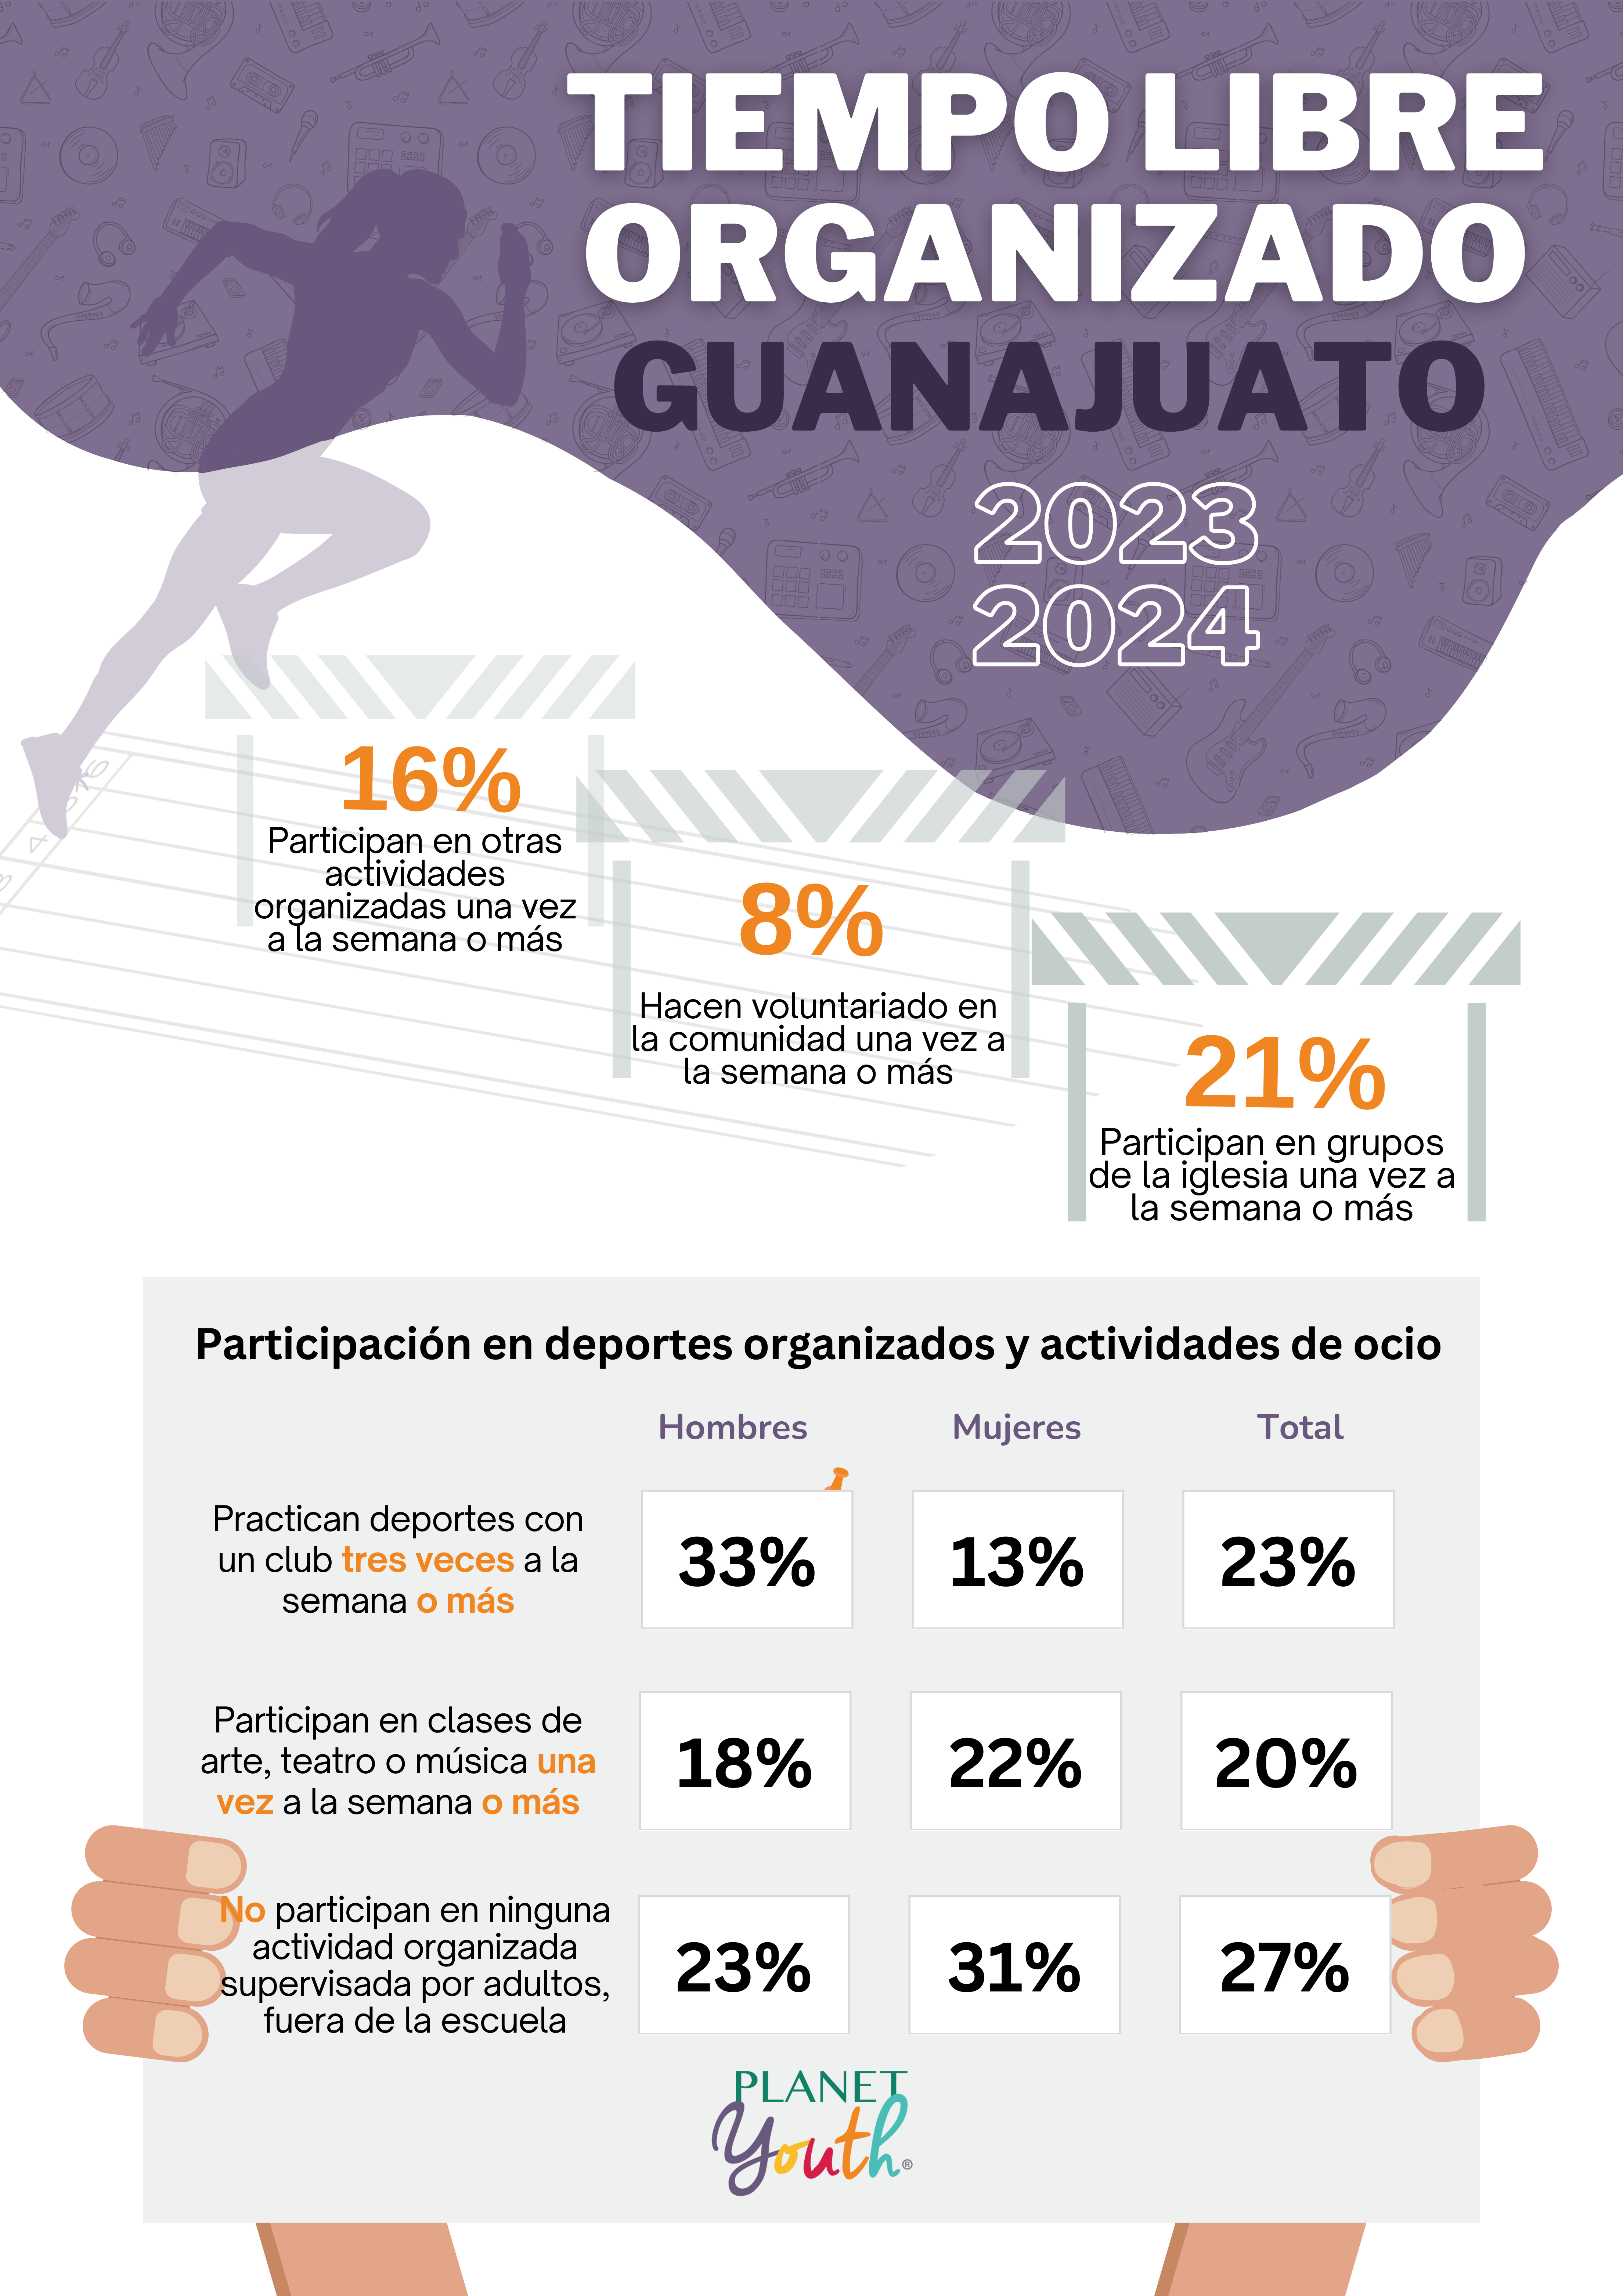 TIEMPO LIBRE
ORGANIZADO
GUANAJUATO
2023
2024
16%
Participan en otras
actividades
organizadas una vez
a la semana o más
8%
Hacen voluntariado en
la comunidad una vez a
la semana o más
21%
Participan en grupos
de la iglesia una vez a
la semana o más
Participación en deportes organizados y actividades de ocio
Hombres Mujeres Total
Practican deportes con
un club tres veces a la
semana o más
33% 13% 23%
Participan en clases de
arte, teatro o música una
vez a la semana o más
18% 22% 20%
No participan en ninguna
actividad organizada
supervisada por adultos,
fuera de la escuela
23% 31% 27%
PLANET
Youth®